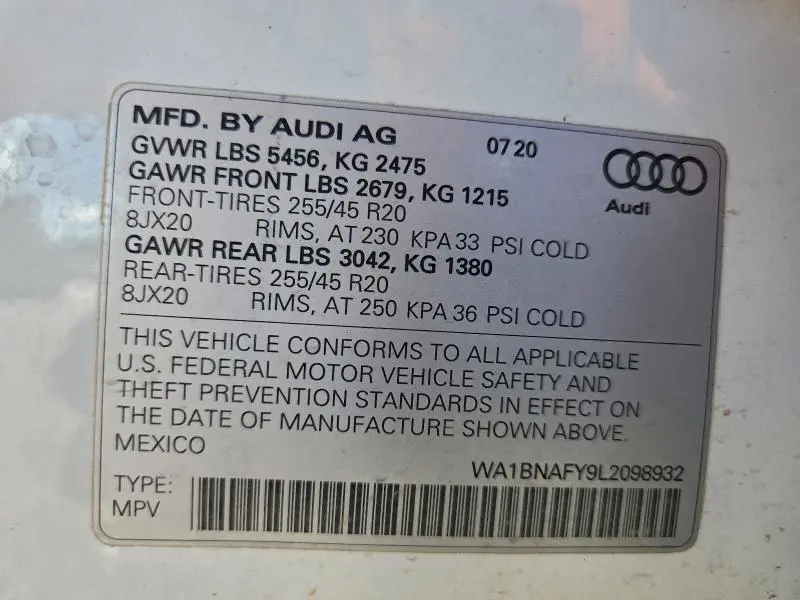 MFD. BY AUDI AG 07 20
GVWR LBS 5456, KG 2475
GAWR FRONT LBS 2679, KG 1215
FRONT-TIRES 255/45 R20
8JX20 RIMS, AT 230 KPA 33 PSI COLD
GAWR REAR LBS 3042, KG 1380
REAR-TIRES 255/45 R20
8JX20 RIMS, AT 250 KPA 36 PSI COLD
Audi
THIS VEHICLE CONFORMS TO ALL APPLICABLE
U.S. FEDERAL MOTOR VEHICLE SAFETY AND
THEFT PREVENTION STANDARDS IN EFFECT ON
THE DATE OF MANUFACTURE SHOWN ABOVE.
MEXICO
WA1BNAFY9L2098932
TYPE:
MPV